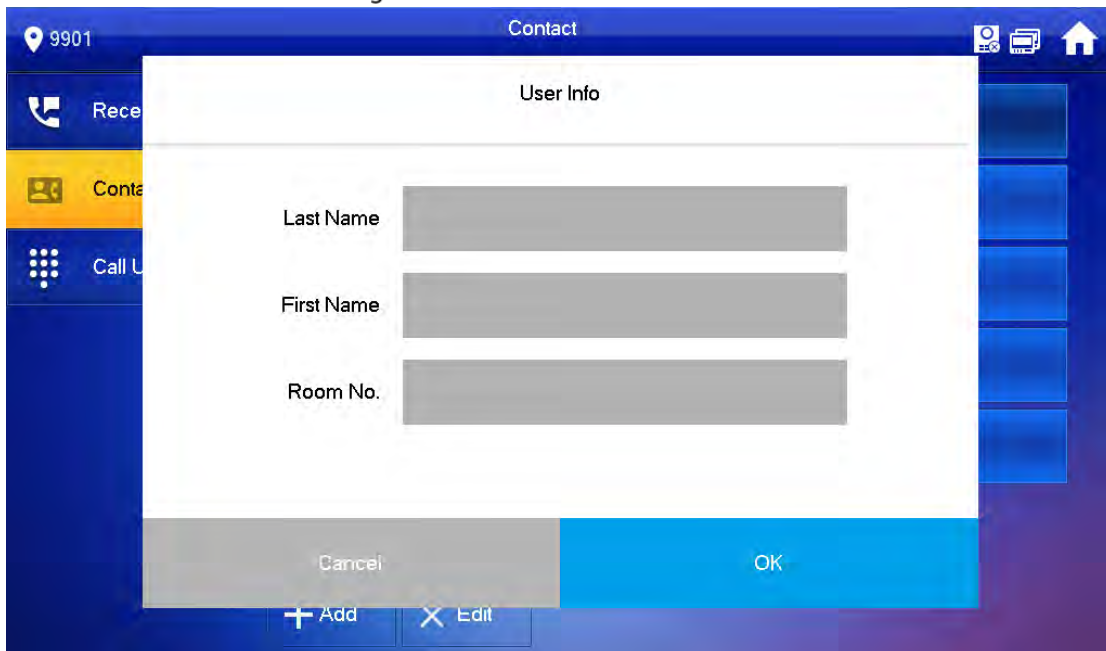 9901
Contact
User Info
Rece
Conta
Call U
Last Name
First Name
Room No.
Cancel
OK
Add
Edit